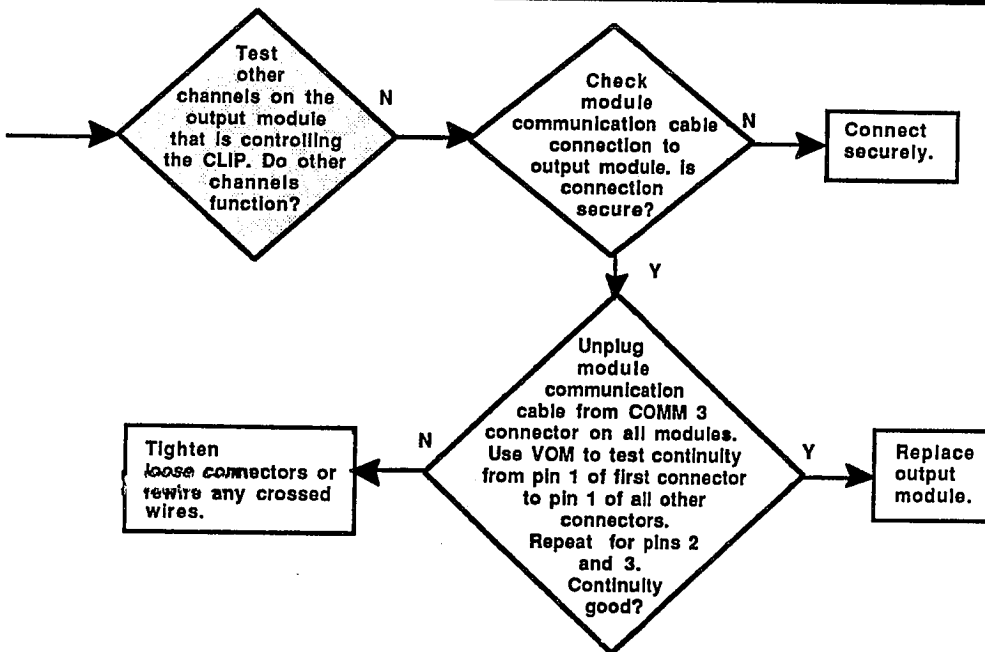 Test
other
channels on the
output module
that is controlling
the CLIP. Do other
channels
function?
N
Check
module
communication cable
connection to
output module. is
connection
secure?
N
Connect
securely.
Y
Unplug
module
communication
cable from COMM 3
connector on all modules.
Use VOM to test continuity
from pin 1 of first connector
to pin 1 of all other
connectors.
Repeat for pins 2
and 3.
Continuity
good?
N
Tighten
loose connectors or
rewire any crossed
wires.
Y
Replace
output
module.